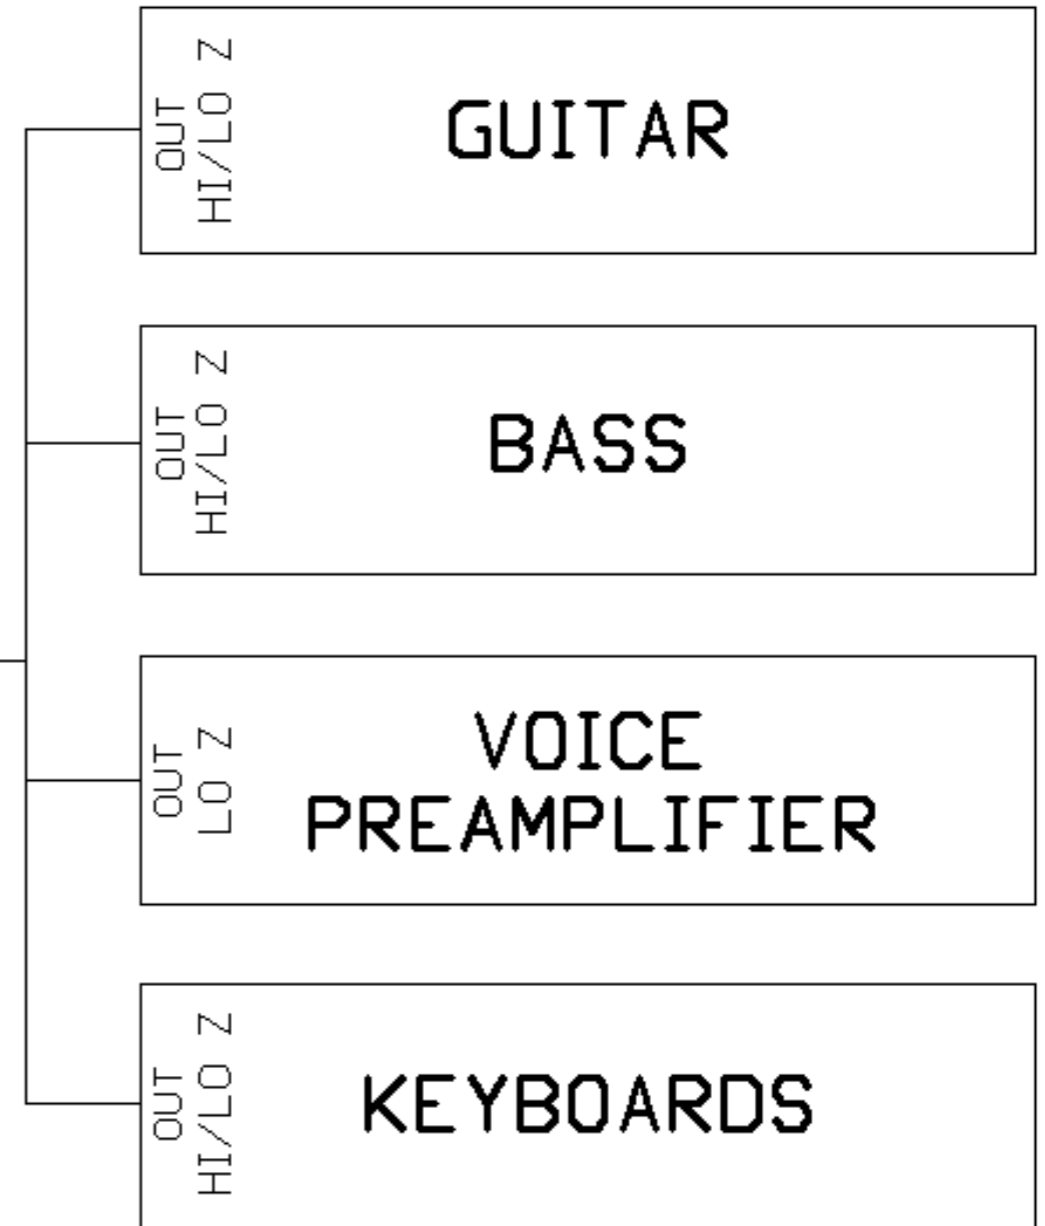 OUT
HI/LO Z
GUITAR
OUT
HI/LO Z
BASS
OUT
LO Z
VOICE
PREAMPLIFIER
OUT
HI/LO Z
KEYBOARDS